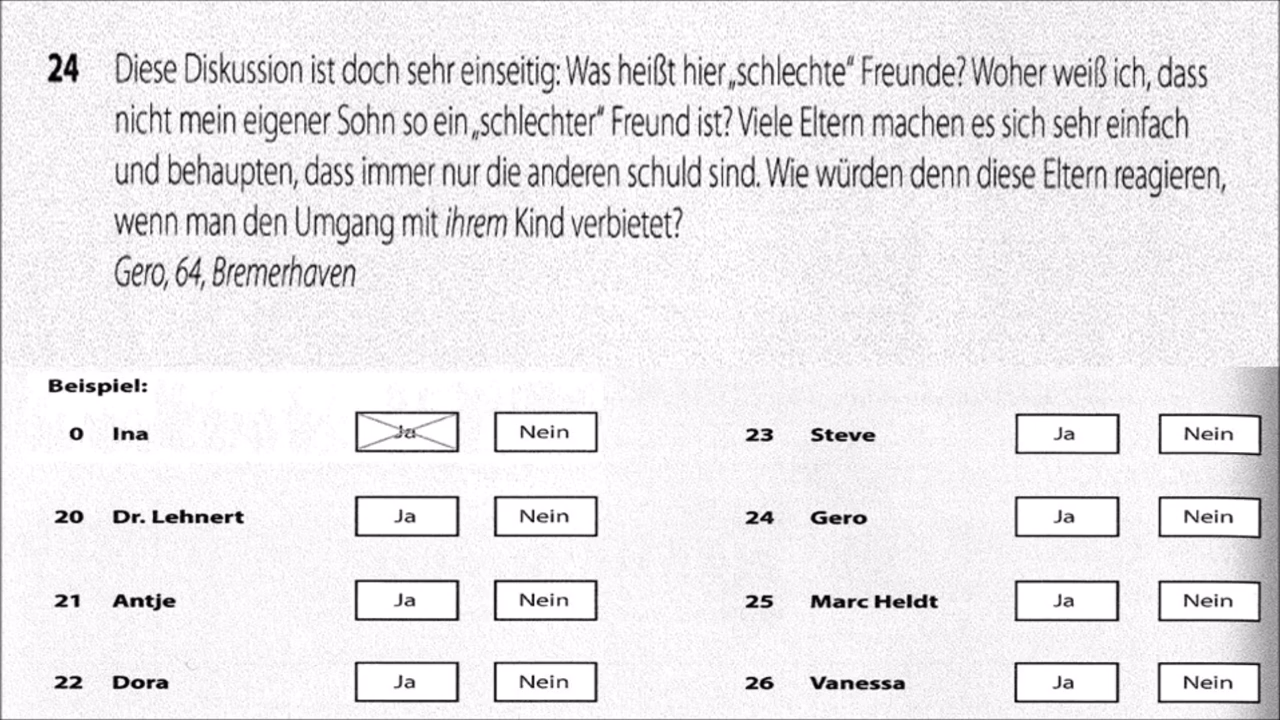 24 Diese Diskussion ist doch sehr einseitig: Was heißt hier „schlechte“ Freunde? Woher weiß ich, dass
nicht mein eigener Sohn so ein „schlechter“ Freund ist? Viele Eltern machen es sich sehr einfach
und behaupten, dass immer nur die anderen schuld sind. Wie würden denn diese Eltern reagieren,
wenn man den Umgang mit ihrem Kind verbietet?
Gero, 64, Bremerhaven
Beispiel:
0 Ina Ja Nein
20 Dr. Lehnert Ja Nein
21 Antje Ja Nein
22 Dora Ja Nein
23 Steve Ja Nein
24 Gero Ja Nein
25 Marc Heldt Ja Nein
26 Vanessa Ja Nein